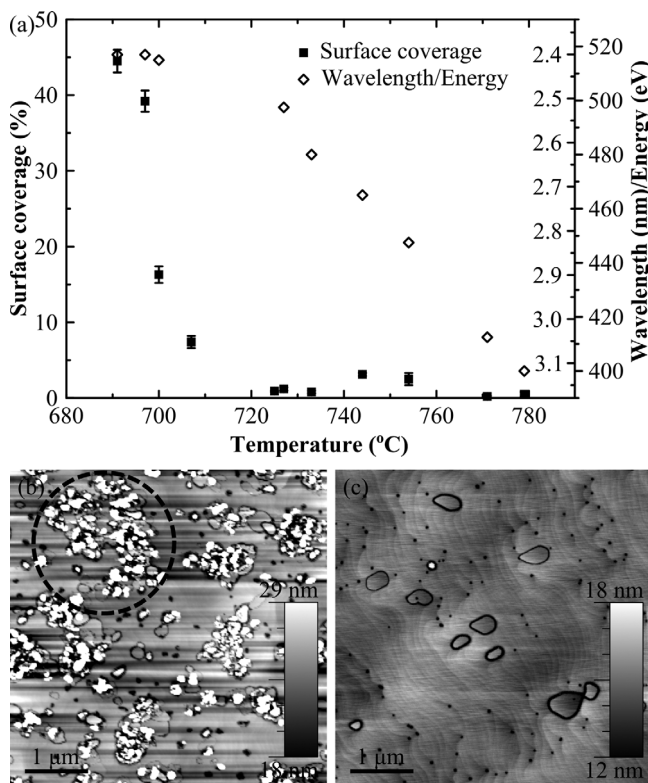 (a)
50
40
30
20
10
0
Surface coverage (%)
Surface coverage
Wavelength/Energy
2.4
2.5
2.6
2.7
2.8
2.9
3.0
3.1
520
500
480
460
440
420
400
Wavelength (nm)/Energy (eV)
680 700 720 740 760 780
Temperature (°C)
(b)
29 nm
1 µm
(c)
18 nm
12 nm
1 µm